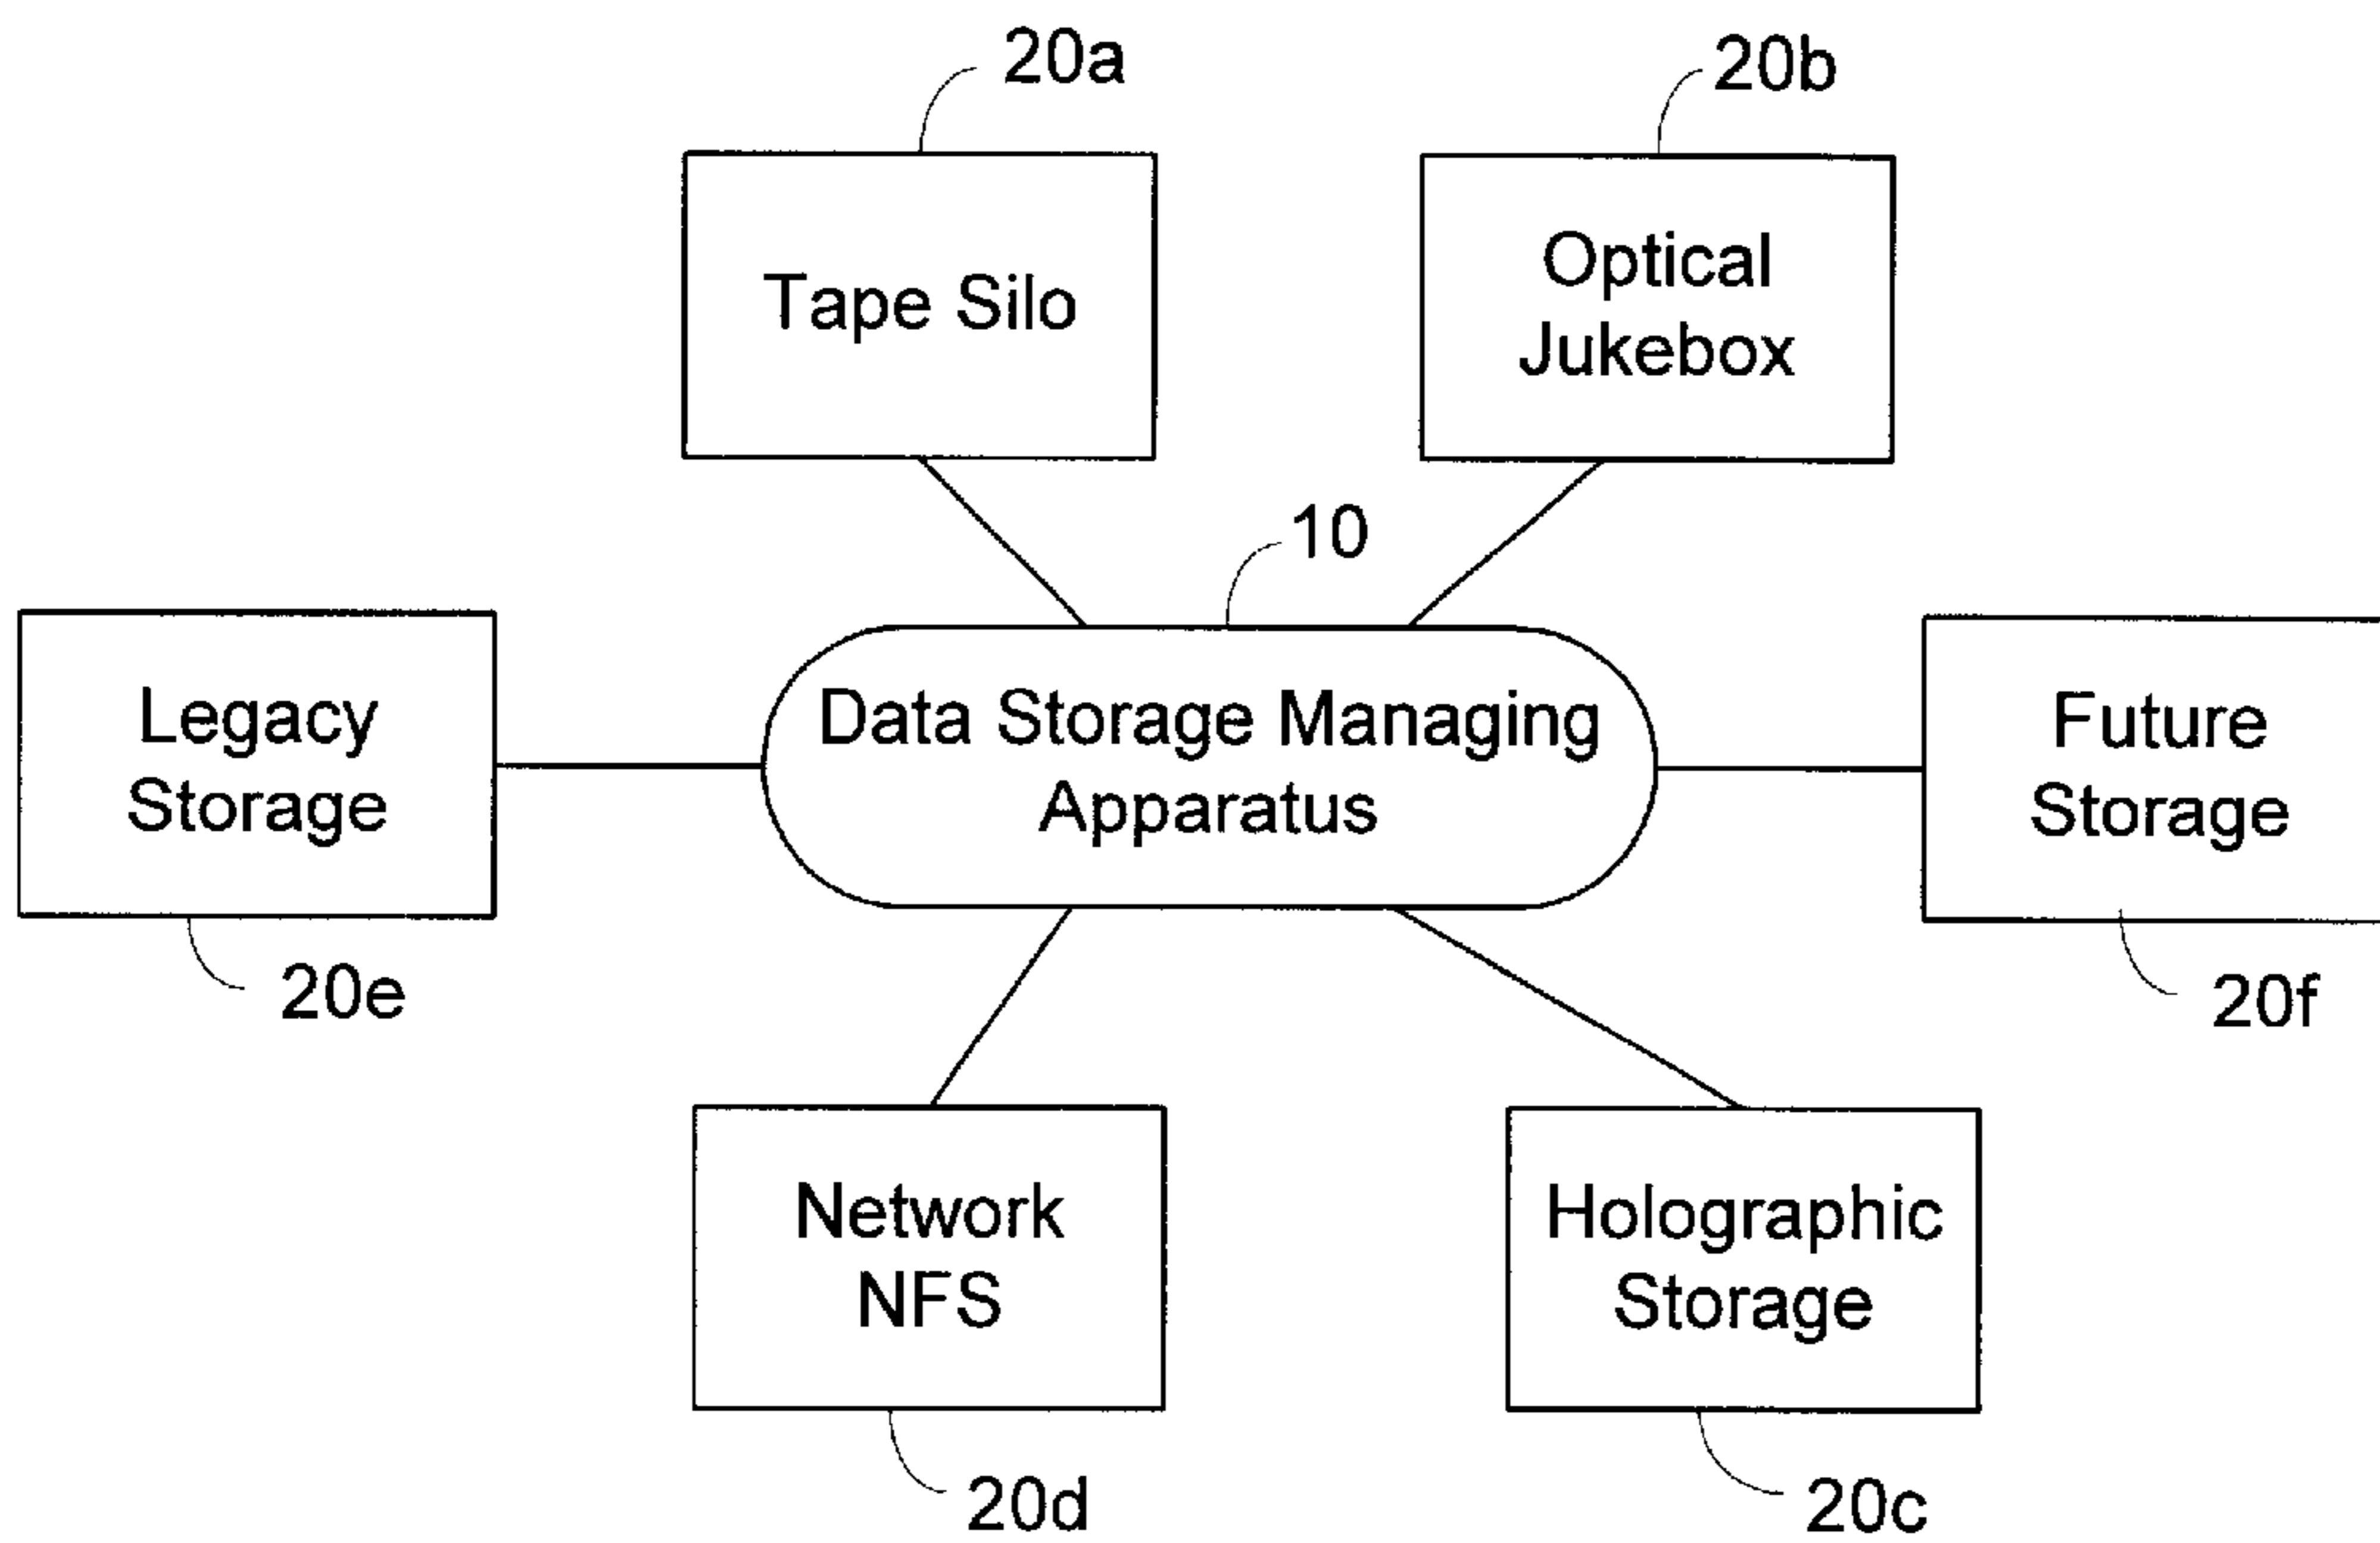 20a
20b
Tape Silo
Optical
Jukebox
10
Legacy
Storage
Data Storage Managing
Apparatus
Future
Storage
20e
20f
Network
NFS
Holographic
Storage
20d
20c